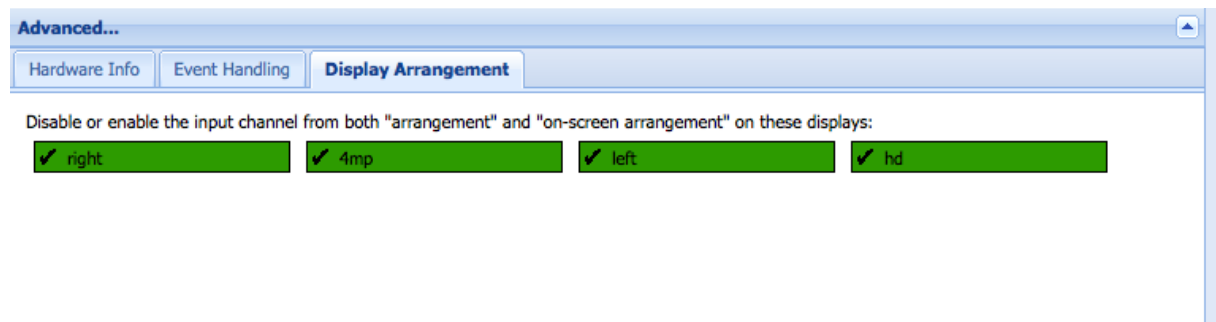 Advanced...
Hardware Info Event Handling Display Arrangement
Disable or enable the input channel from both "arrangement" and "on-screen arrangement" on these displays:
right 4mp left hd